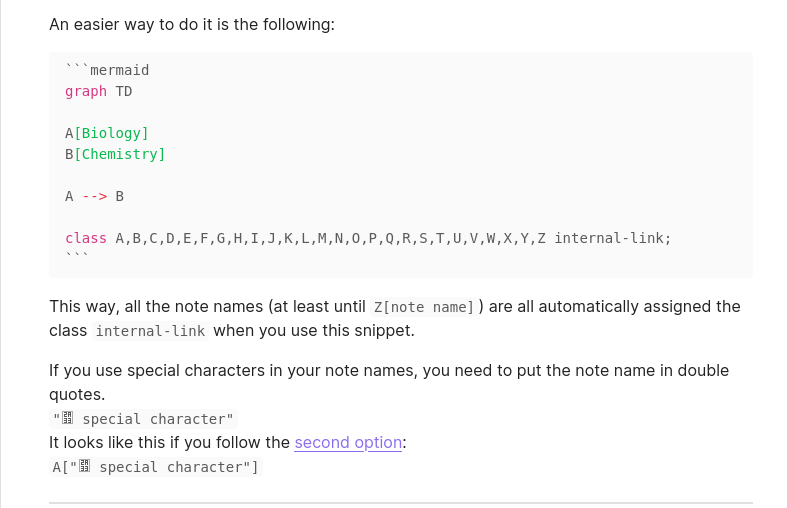 An easier way to do it is the following:
```mermaid
graph TD
A[Biology]
B[Chemistry]
A --> B
class A,B,C,D,E,F,G,H,I,J,K,L,M,N,O,P,Q,R,S,T,U,V,W,X,Y,Z internal-link;
```
This way, all the note names (at least until Z[note name]) are all automatically assigned the
class internal-link when you use this snippet.
If you use special characters in your note names, you need to put the note name in double
quotes.
" special character"
It looks like this if you follow the second option:
A[" special character"]